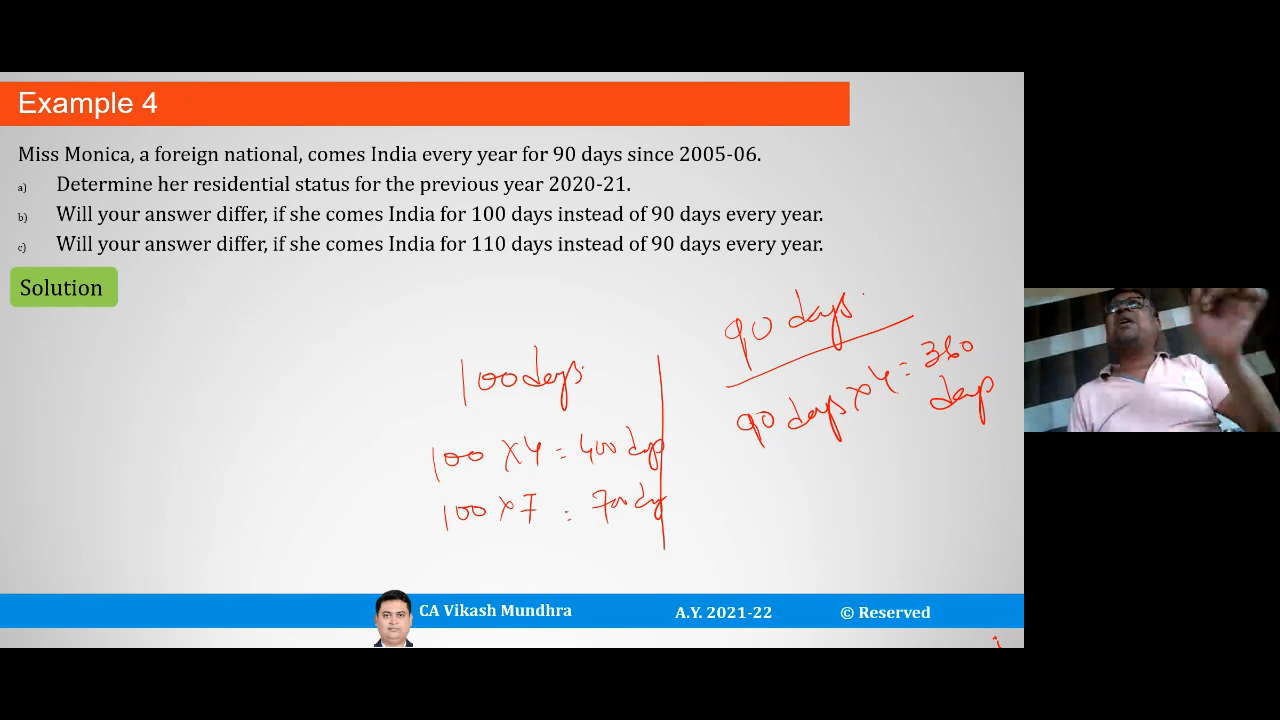 Example 4
Miss Monica, a foreign national, comes India every year for 90 days since 2005-06.
a) Determine her residential status for the previous year 2020-21.
b) Will your answer differ, if she comes India for 100 days instead of 90 days every year.
c) Will your answer differ, if she comes India for 110 days instead of 90 days every year.
Solution
90 days.
90 days × 4 = 360
days
100 days
100 × 4 = 400 days
100 × 7 = 700 day
CA Vikash Mundhra A.Y. 2021-22 © Reserved